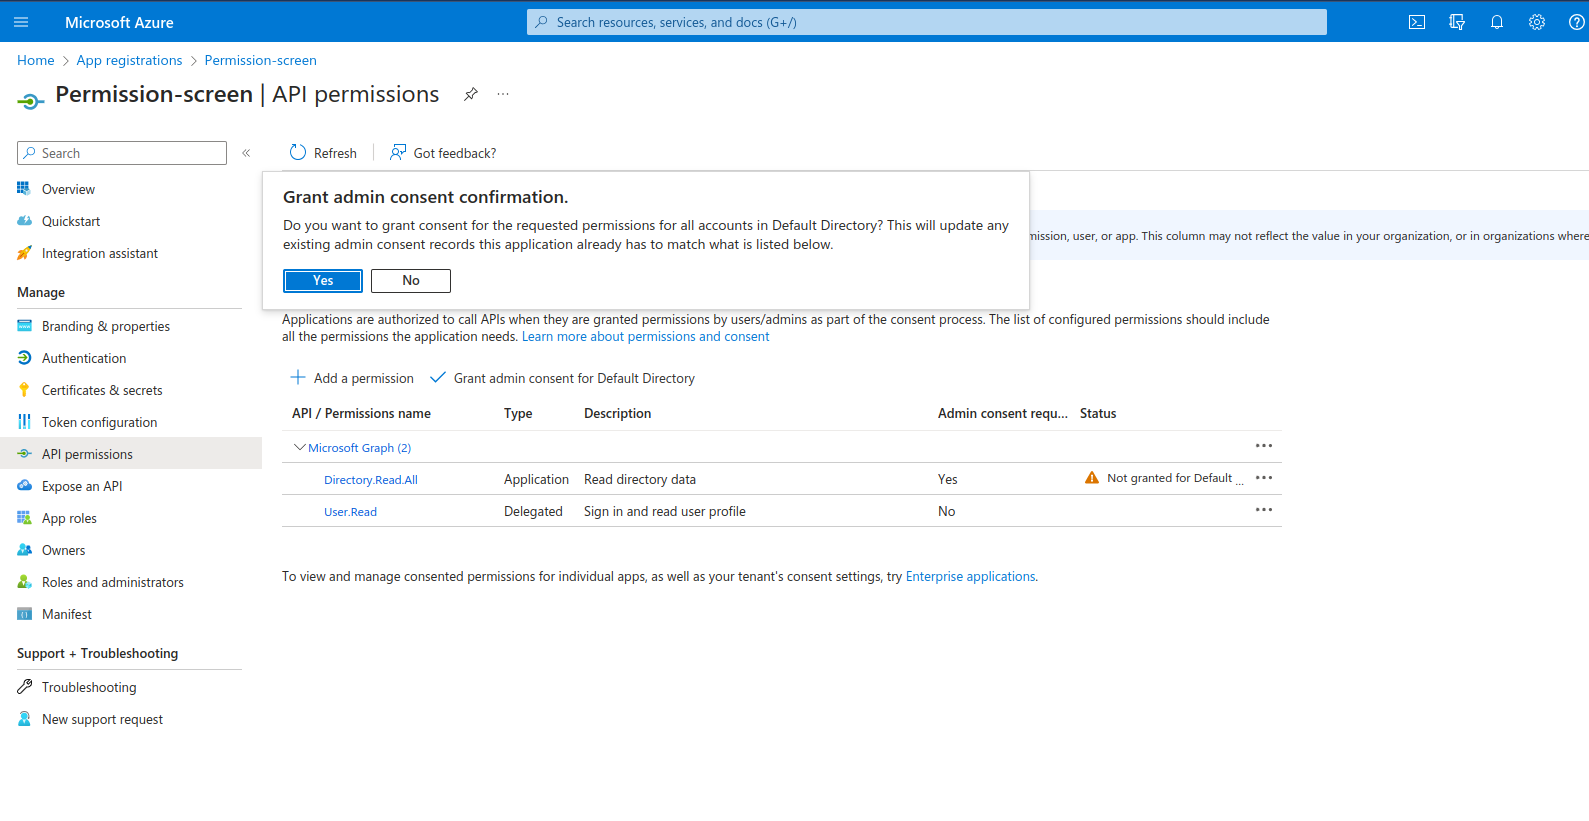 Microsoft Azure
Search resources, services, and docs (G+/)
Home > App registrations > Permission-screen
Permission-screen | API permissions
Search
Refresh
Got feedback?
Overview
Quickstart
Integration assistant
Manage
Branding & properties
Authentication
Certificates & secrets
Token configuration
API permissions
Expose an API
App roles
Owners
Roles and administrators
Manifest
Support + Troubleshooting
Troubleshooting
New support request
Grant admin consent confirmation.
Do you want to grant consent for the requested permissions for all accounts in Default Directory? This will update any
existing admin consent records this application already has to match what is listed below.
Yes No
user, or app. This column may not reflect the value in your organization, or in organizations where
Applications are authorized to call APIs when they are granted permissions by users/admins as part of the consent process. The list of configured permissions should include
all the permissions the application needs. Learn more about permissions and consent
Add a permission Grant admin consent for Default Directory
API / Permissions name Type Description Admin consent requ... Status
Microsoft Graph (2)
Directory.Read.All Application Read directory data Yes Not granted for Default ...
User.Read Delegated Sign in and read user profile No
To view and manage consented permissions for individual apps, as well as your tenant's consent settings, try Enterprise applications.